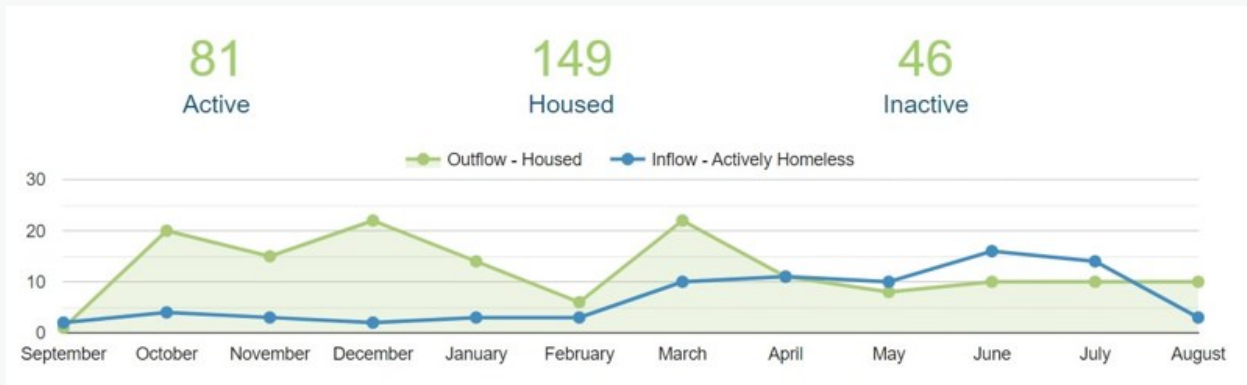 81 149 46
Active Housed Inactive
Outflow - Housed Inflow - Actively Homeless
30
20
10
0
September October November December January February March April May June July August